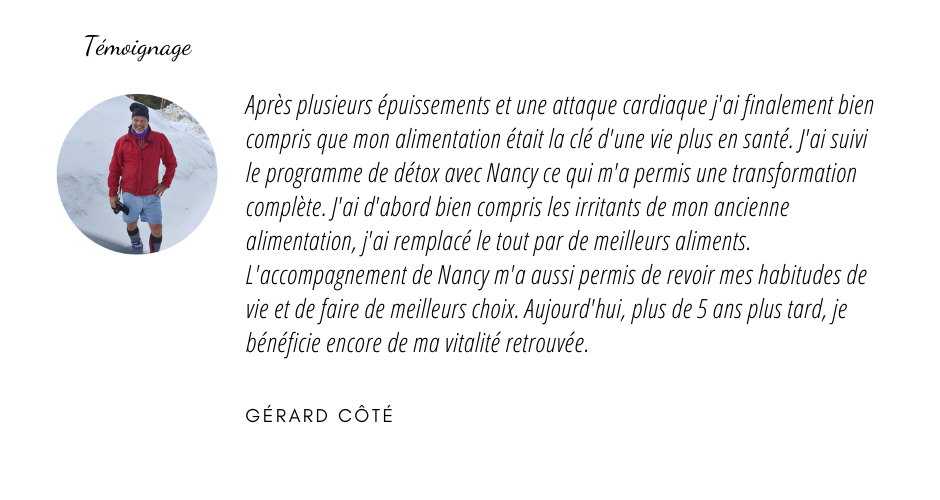 Témoignage
Après plusieurs épuissements et une attaque cardiaque j'ai finalement bien
compris que mon alimentation était la clé d'une vie plus en santé. J'ai suivi
le programme de détox avec Nancy ce qui m'a permis une transformation
complète. J'ai d'abord bien compris les irritants de mon ancienne
alimentation, j'ai remplacé le tout par de meilleurs aliments.
L'accompagnement de Nancy m'a aussi permis de revoir mes habitudes de
vie et de faire de meilleurs choix. Aujourd'hui, plus de 5 ans plus tard, je
bénéficie encore de ma vitalité retrouvée.
GÉRARD CÔTÉ